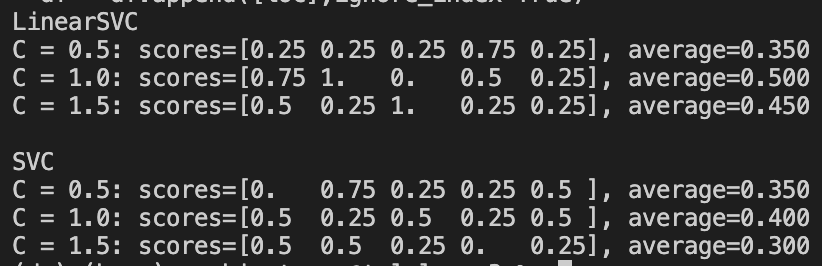 LinearSVC
C = 0.5: scores=[0.25 0.25 0.25 0.75 0.25], average=0.350
C = 1.0: scores=[0.75 1.   0.   0.5  0.25], average=0.500
C = 1.5: scores=[0.5  0.25 1.   0.25 0.25], average=0.450
SVC
C = 0.5: scores=[0.   0.75 0.25 0.25 0.5 ], average=0.350
C = 1.0: scores=[0.5  0.25 0.5  0.25 0.5 ], average=0.400
C = 1.5: scores=[0.5  0.5  0.25 0.   0.25], average=0.300